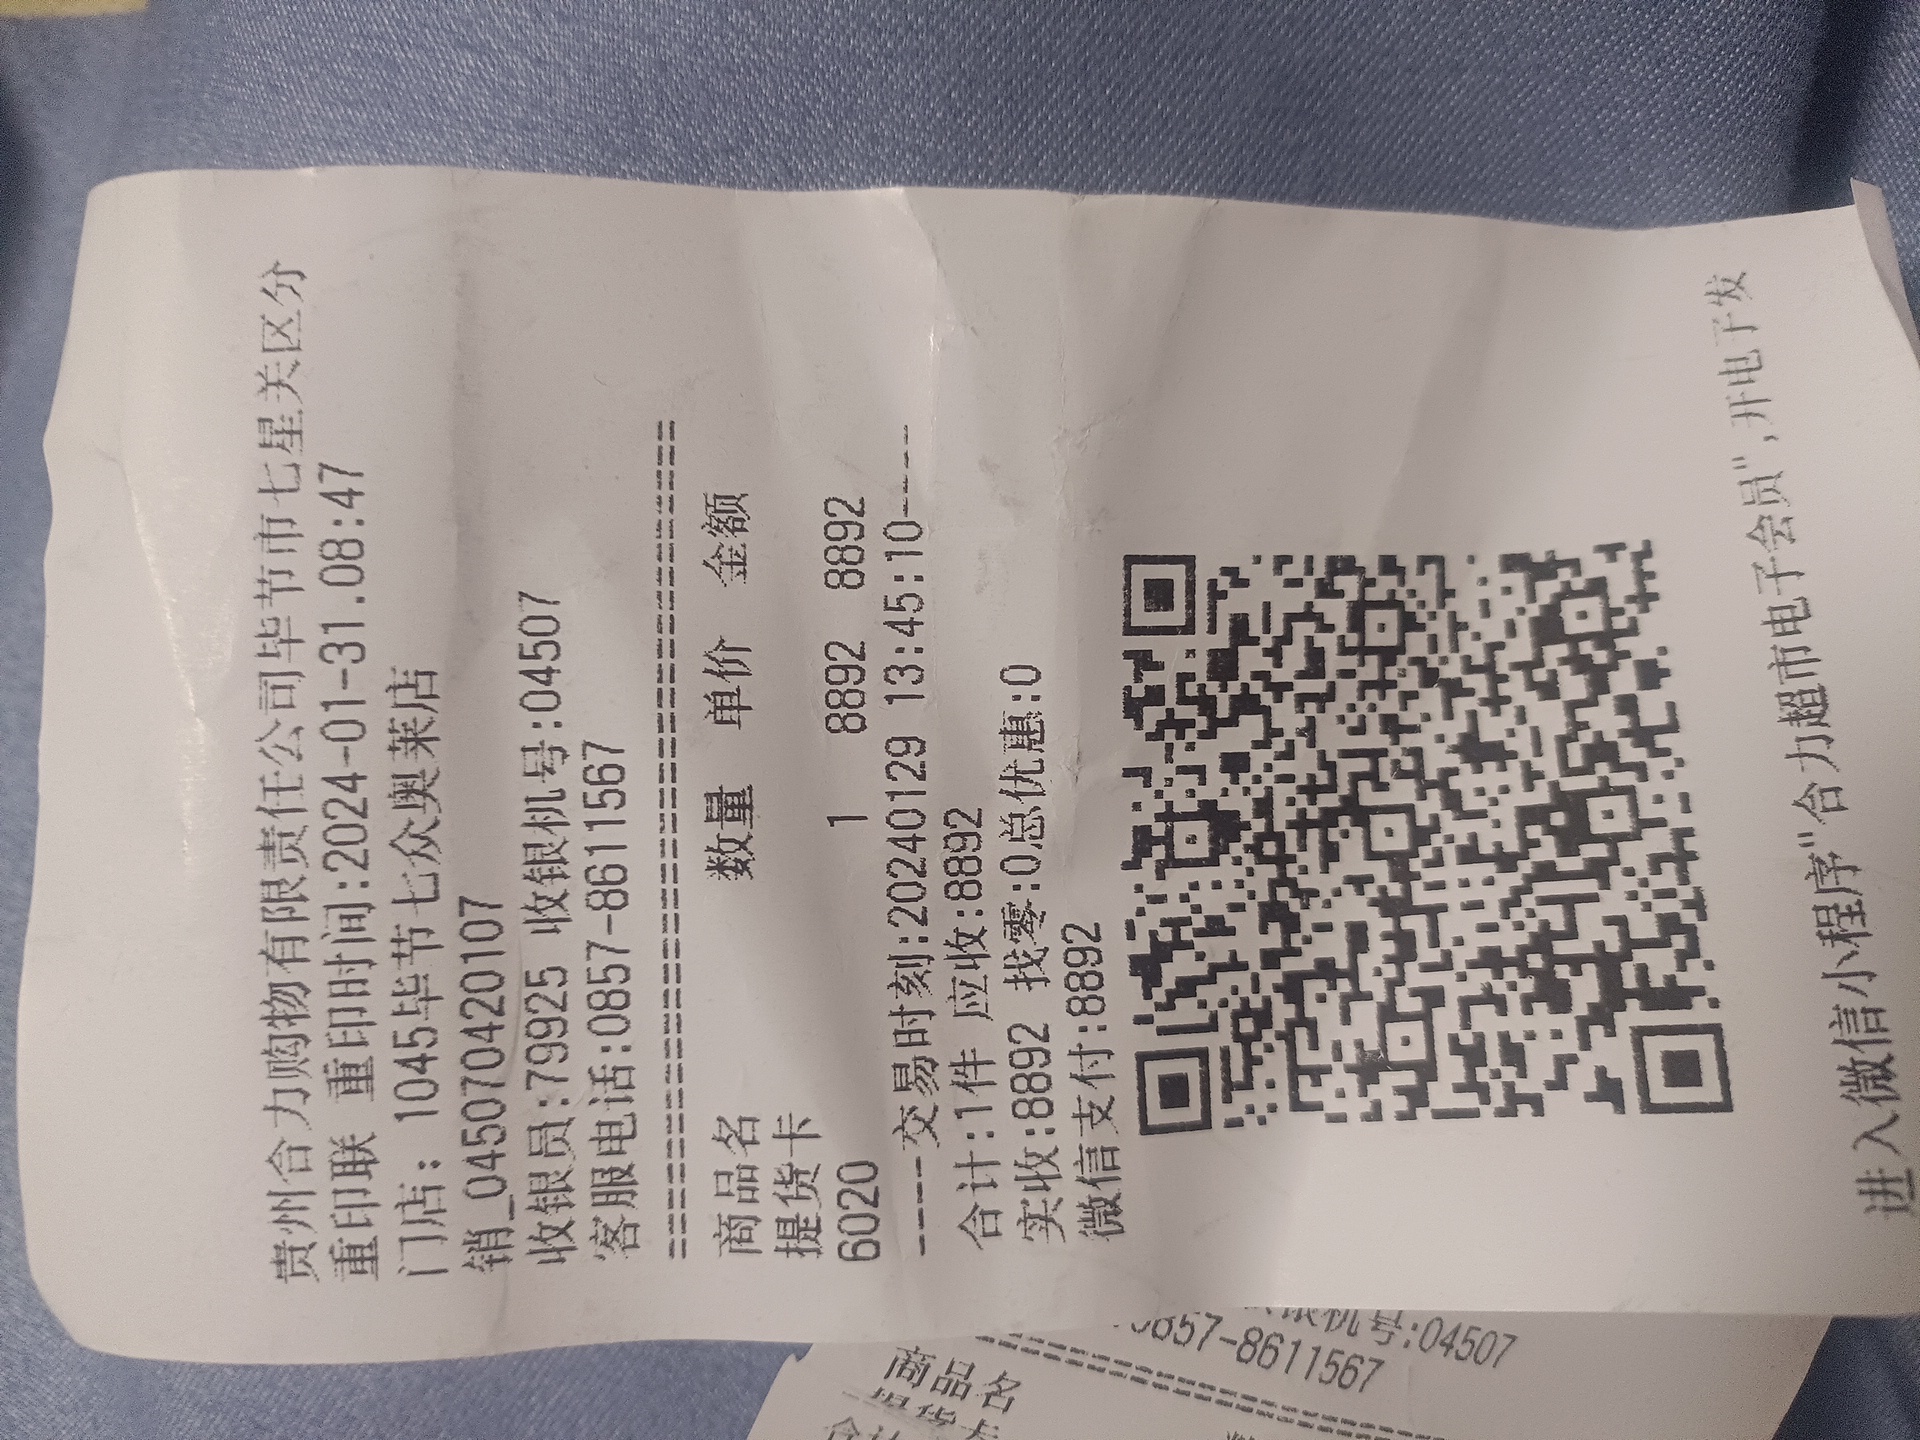 贵州合力购物有限责任公司毕节市七星关区分
重印联 重印时间:2024-01-31.08:47
门店: 1045毕节七众奥莱店
销_045070420107
收银员:79925 收银机号:04507
客服电话:0857-8611567
================================
商品名 数量 单价 金额
提货卡
6020 1 8892 8892
----交易时刻:20240129 13:45:10----
合计:1件 应收:8892
实收:8892 找零:0总优惠:0
微信支付:8892
进入微信小程序"合力超市电子会员",开电子发
收银机号:04507
0857-8611567
================
商品名
提货卡
合计